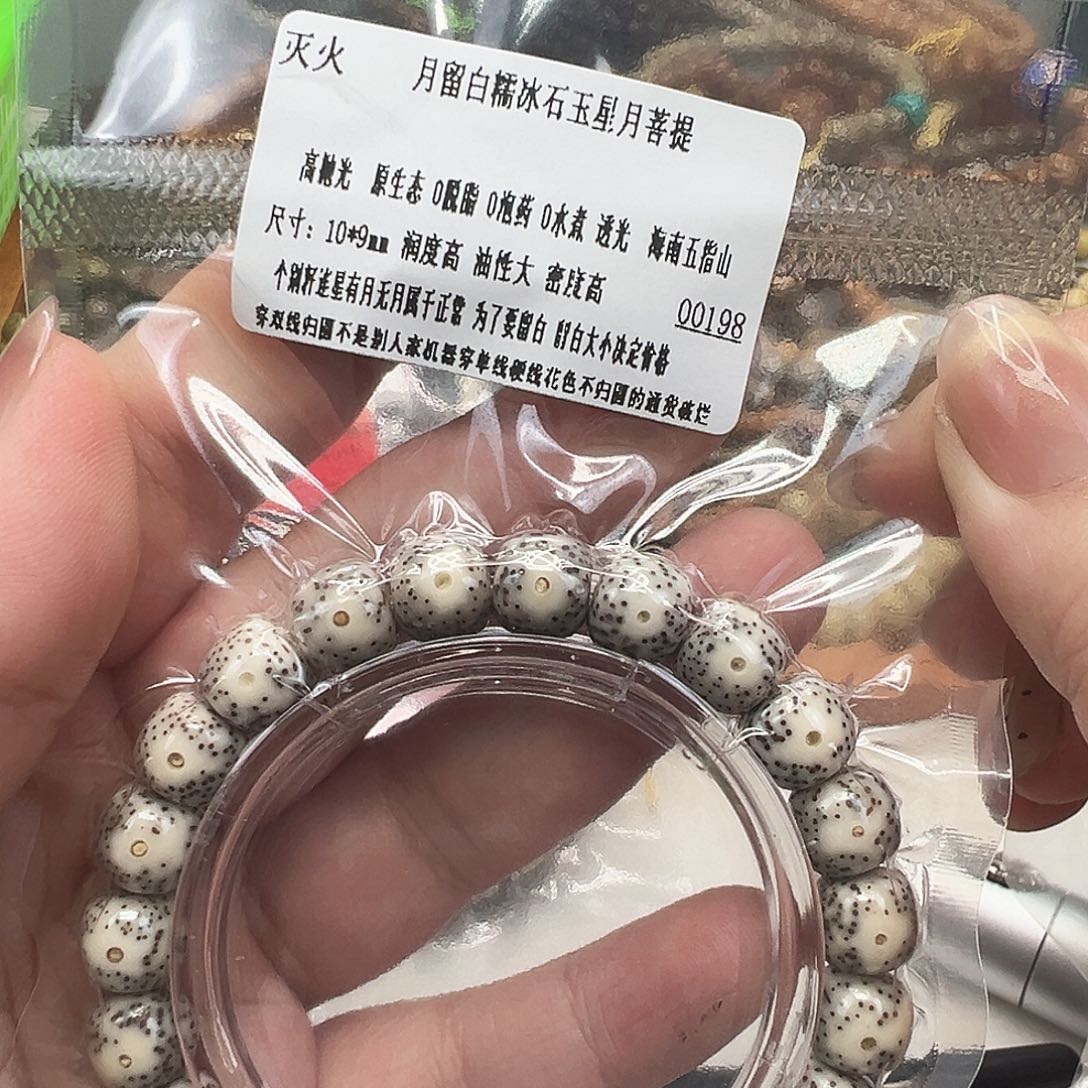 灭火 月留白糯冰石玉星月菩提
高抛光 原生态 0脱脂 0泡药 0水煮 透光 海南五指山
尺寸：10*9mm 润度高 油性大 密度高
个别籽连星有月无月属于正常 为了要留白 留白大小决定价格
00198
穿双线归圆不是别人家机器穿单线硬线花色不归圆的通货破烂